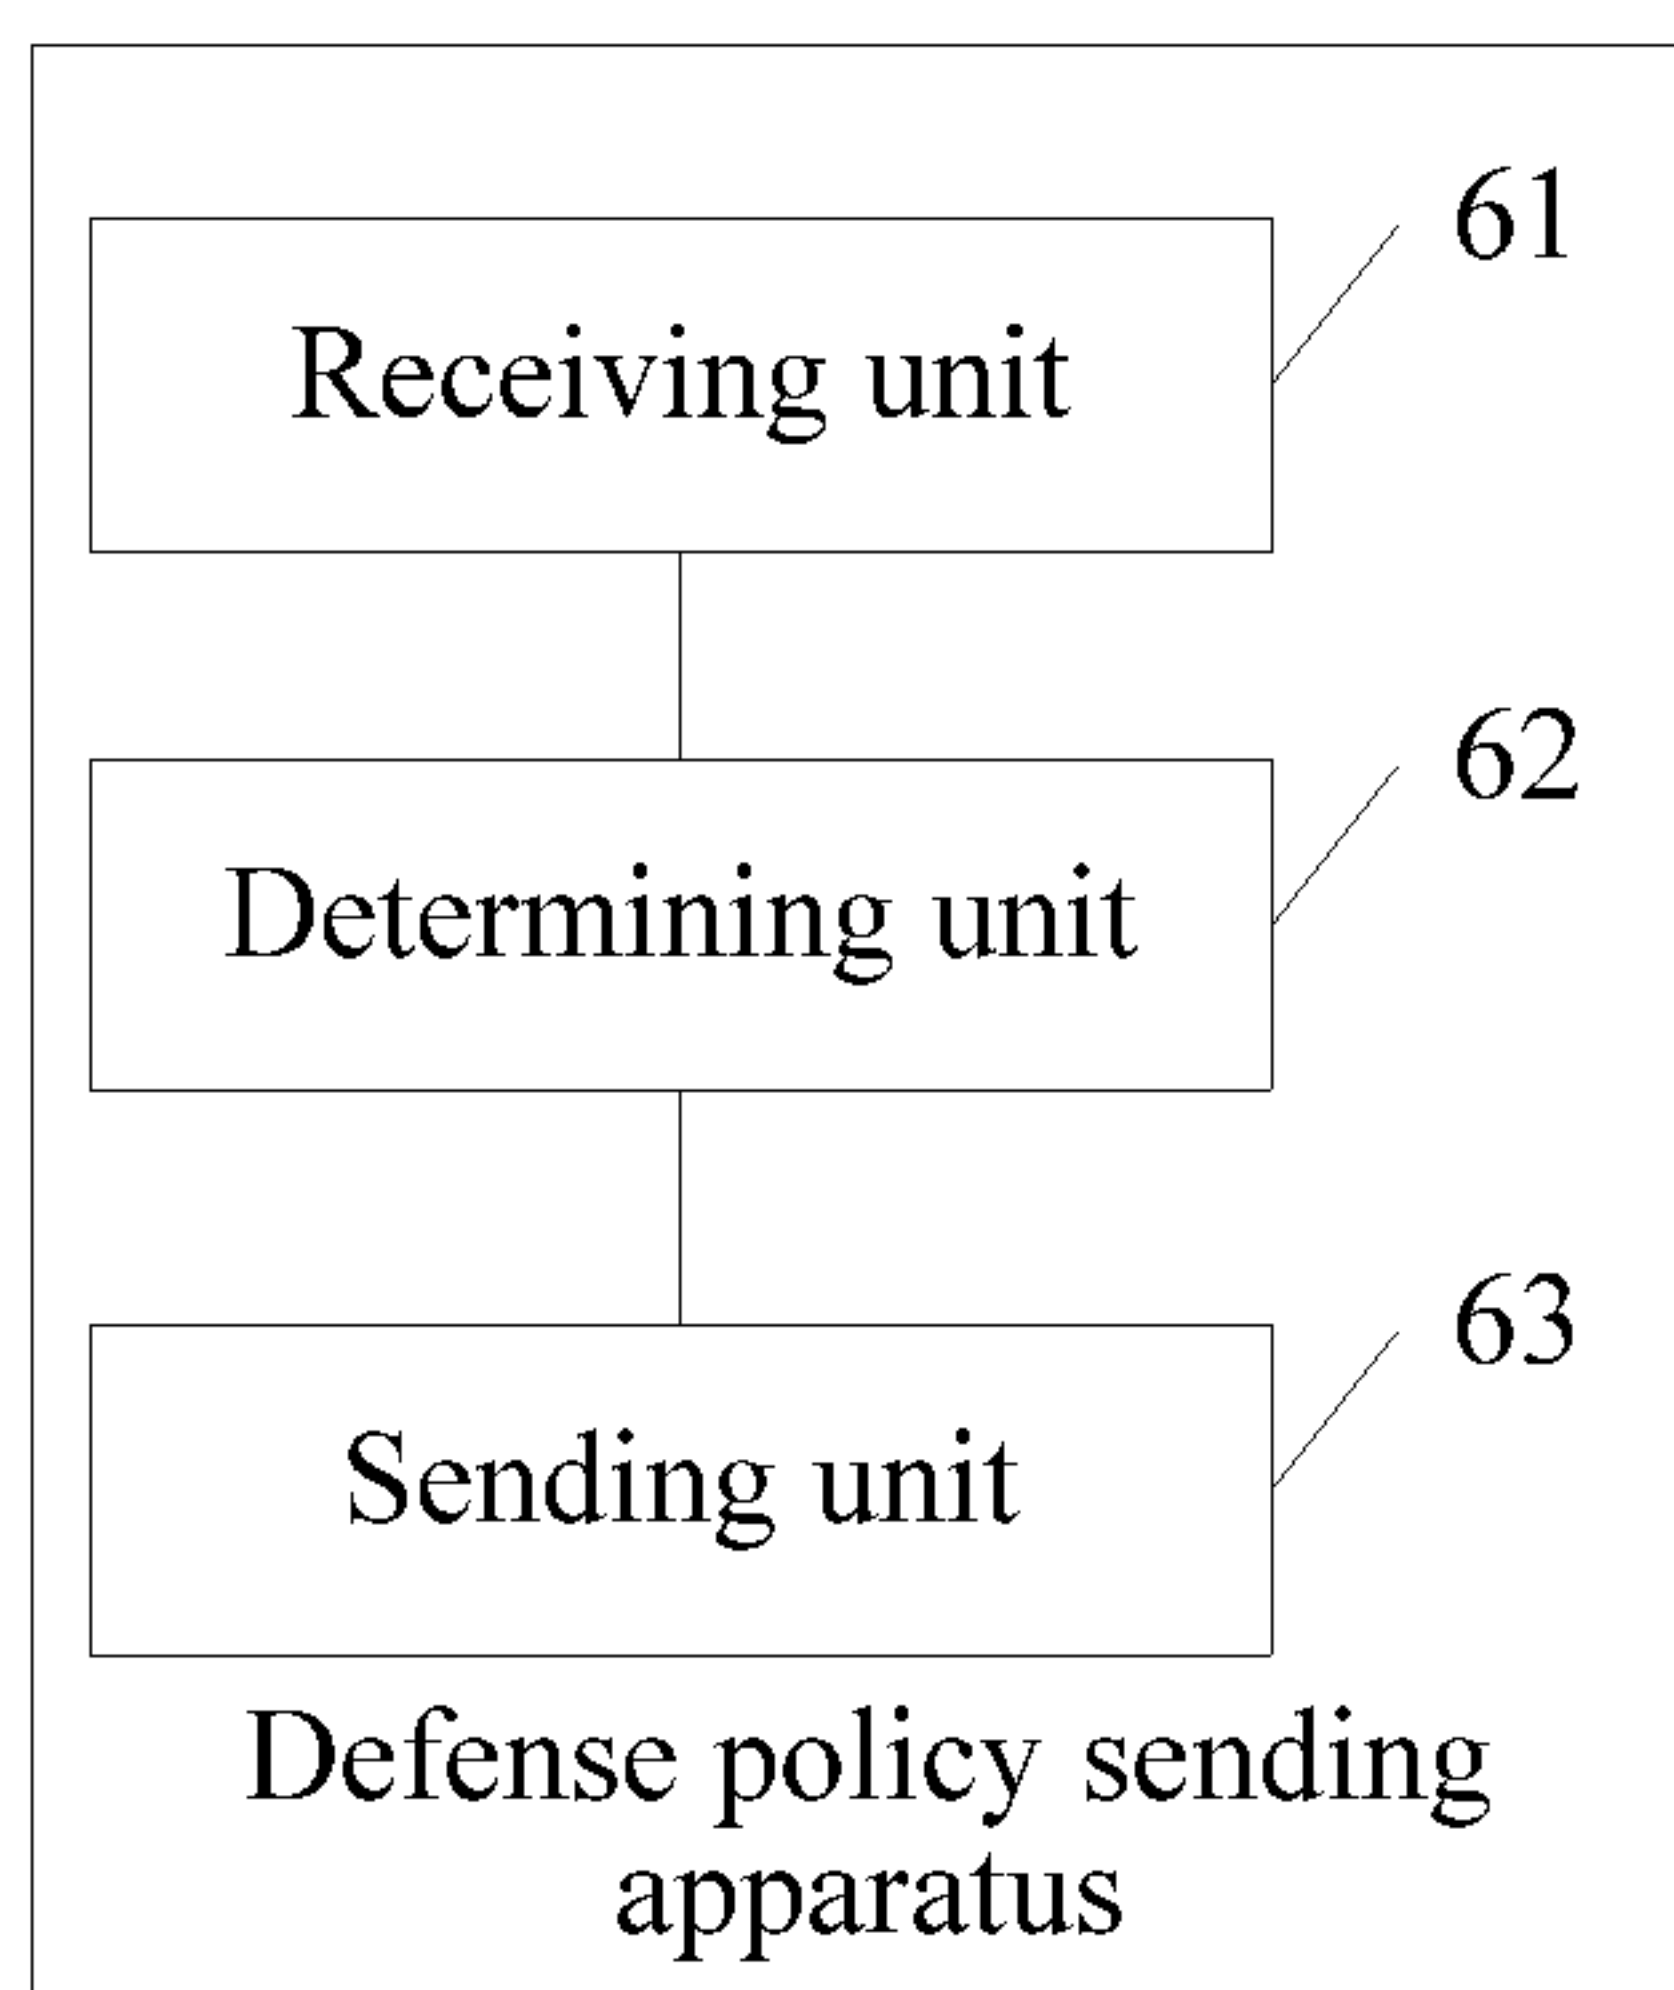 61
Receiving unit
62
Determining unit
63
Sending unit
Defense policy sending
apparatus